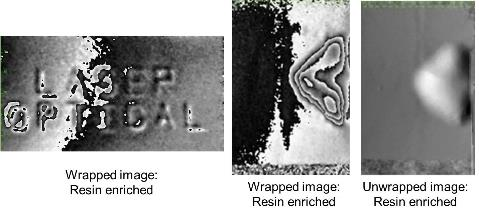 LASER
OPTICAL
Wrapped image:
Resin enriched
Wrapped image:
Resin enriched
Unwrapped image:
Resin enriched